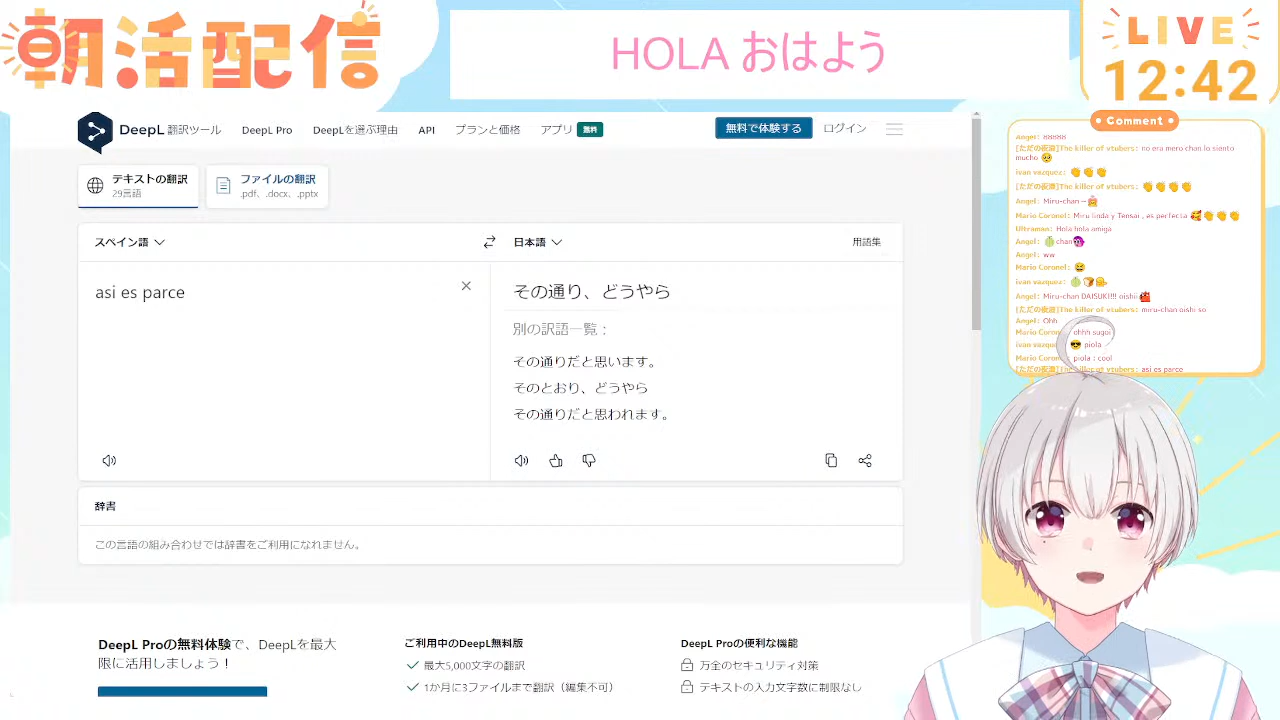 朝活配信
HOLA おはよう
LIVE
12:42
DeepL 翻訳ツール
DeepL Pro
DeepLを選ぶ理由
API
プランと価格
アプリ 無料
無料で体験する
ログイン
テキストの翻訳
29言語
ファイルの翻訳
.pdf、.docx、.pptx
スペイン語
日本語
用語集
asi es parce
その通り、どうやら
別の訳語一覧：
その通りだと思います。
そのとおり、どうやら
その通りだと思われます。
辞書
この言語の組み合わせでは辞書をご利用になれません。
DeepL Proの無料体験で、DeepLを最大
限に活用しましょう！
ご利用中のDeepL無料版
最大5,000文字の翻訳
1か月に3ファイルまで翻訳（編集不可）
DeepL Proの便利な機能
万全のセキュリティ対策
テキストの入力文字数に制限なし
Comment
Angel: 88888
[ただの夜道]The killer of vtubers: no era mero chan lo siento
mucho 🥺
ivan vazquez: 👏👏👏
[ただの夜道]The killer of vtubers: 👏👏👏👏
Angel: Miru-chan
Mario Coronel: Miru linda y Tensai , es perfecta 🥰👏👏👏
Ultraman: Hola hola amiga
Angel: 🍈chan
Angel: ww
Mario Coronel: 😆
ivan vazquez: 🍈🍞🤗
Angel: Miru-chan DAISUKI!!! oishii
[ただの夜道]The killer of vtubers: miru-chan oishi so
Angel: Ohh
Mario Coron ohhh sugoi
ivan vazqu 😎 piola
Mario Coron piola : cool
[ただの夜道]The killer of vtubers: asi es parce